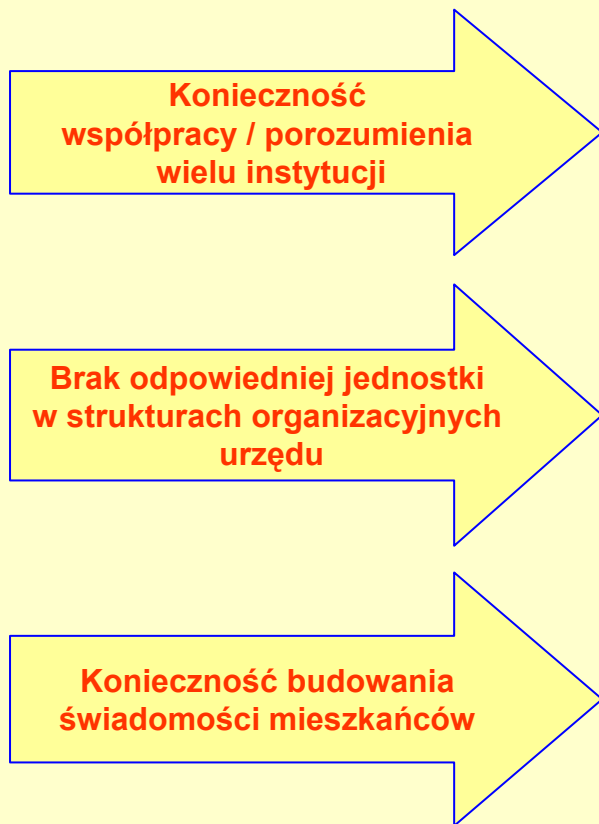 Konieczność
współpracy / porozumienia
wielu instytucji
Brak odpowiedniej jednostki
w strukturach organizacyjnych
urzędu
Konieczność budowania
świadomości mieszkańców